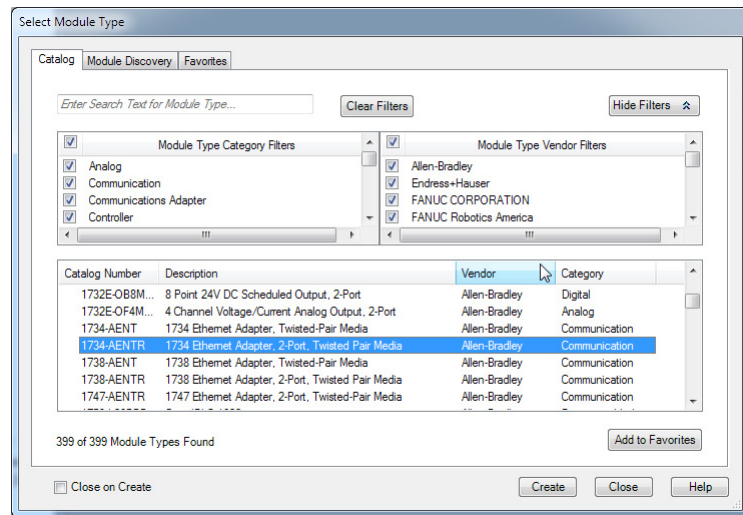 Select Module Type
Catalog Module Discovery Favorites
Enter Search Text for Module Type... Clear Filters Hide Filters
Module Type Category Filters Module Type Vendor Filters
Analog Allen-Bradley
Communication Endress+Hauser
Communications Adapter FANUC CORPORATION
Controller FANUC Robotics America
Catalog Number Description Vendor Category
1732E-OB8M... 8 Point 24V DC Scheduled Output, 2-Port Allen-Bradley Digital
1732E-OF4M... 4 Channel Voltage/Current Analog Output, 2-Port Allen-Bradley Analog
1734-AENT 1734 Ethernet Adapter, Twisted-Pair Media Allen-Bradley Communication
1734-AENTR 1734 Ethernet Adapter, 2-Port, Twisted Pair Media Allen-Bradley Communication
1738-AENT 1738 Ethernet Adapter, Twisted-Pair Media Allen-Bradley Communication
1738-AENTR 1738 Ethernet Adapter, 2-Port, Twisted Pair Media Allen-Bradley Communication
1747-AENTR 1747 Ethernet Adapter, 2-Port, Twisted Pair Media Allen-Bradley Communication
399 of 399 Module Types Found Add to Favorites
Close on Create Create Close Help